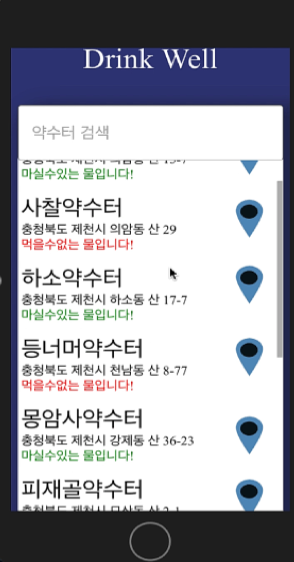 Drink Well
약수터 검색
마실수있는 물입니다!
사찰약수터
충청북도 제천시 의암동 산 29
먹을수없는 물입니다!
하소약수터
충청북도 제천시 하소동 산 17-7
마실수있는 물입니다!
등너머약수터
충청북도 제천시 천남동 산 8-77
먹을수없는 물입니다!
몽암사약수터
충청북도 제천시 강제동 산 36-23
마실수있는 물입니다!
피재골약수터